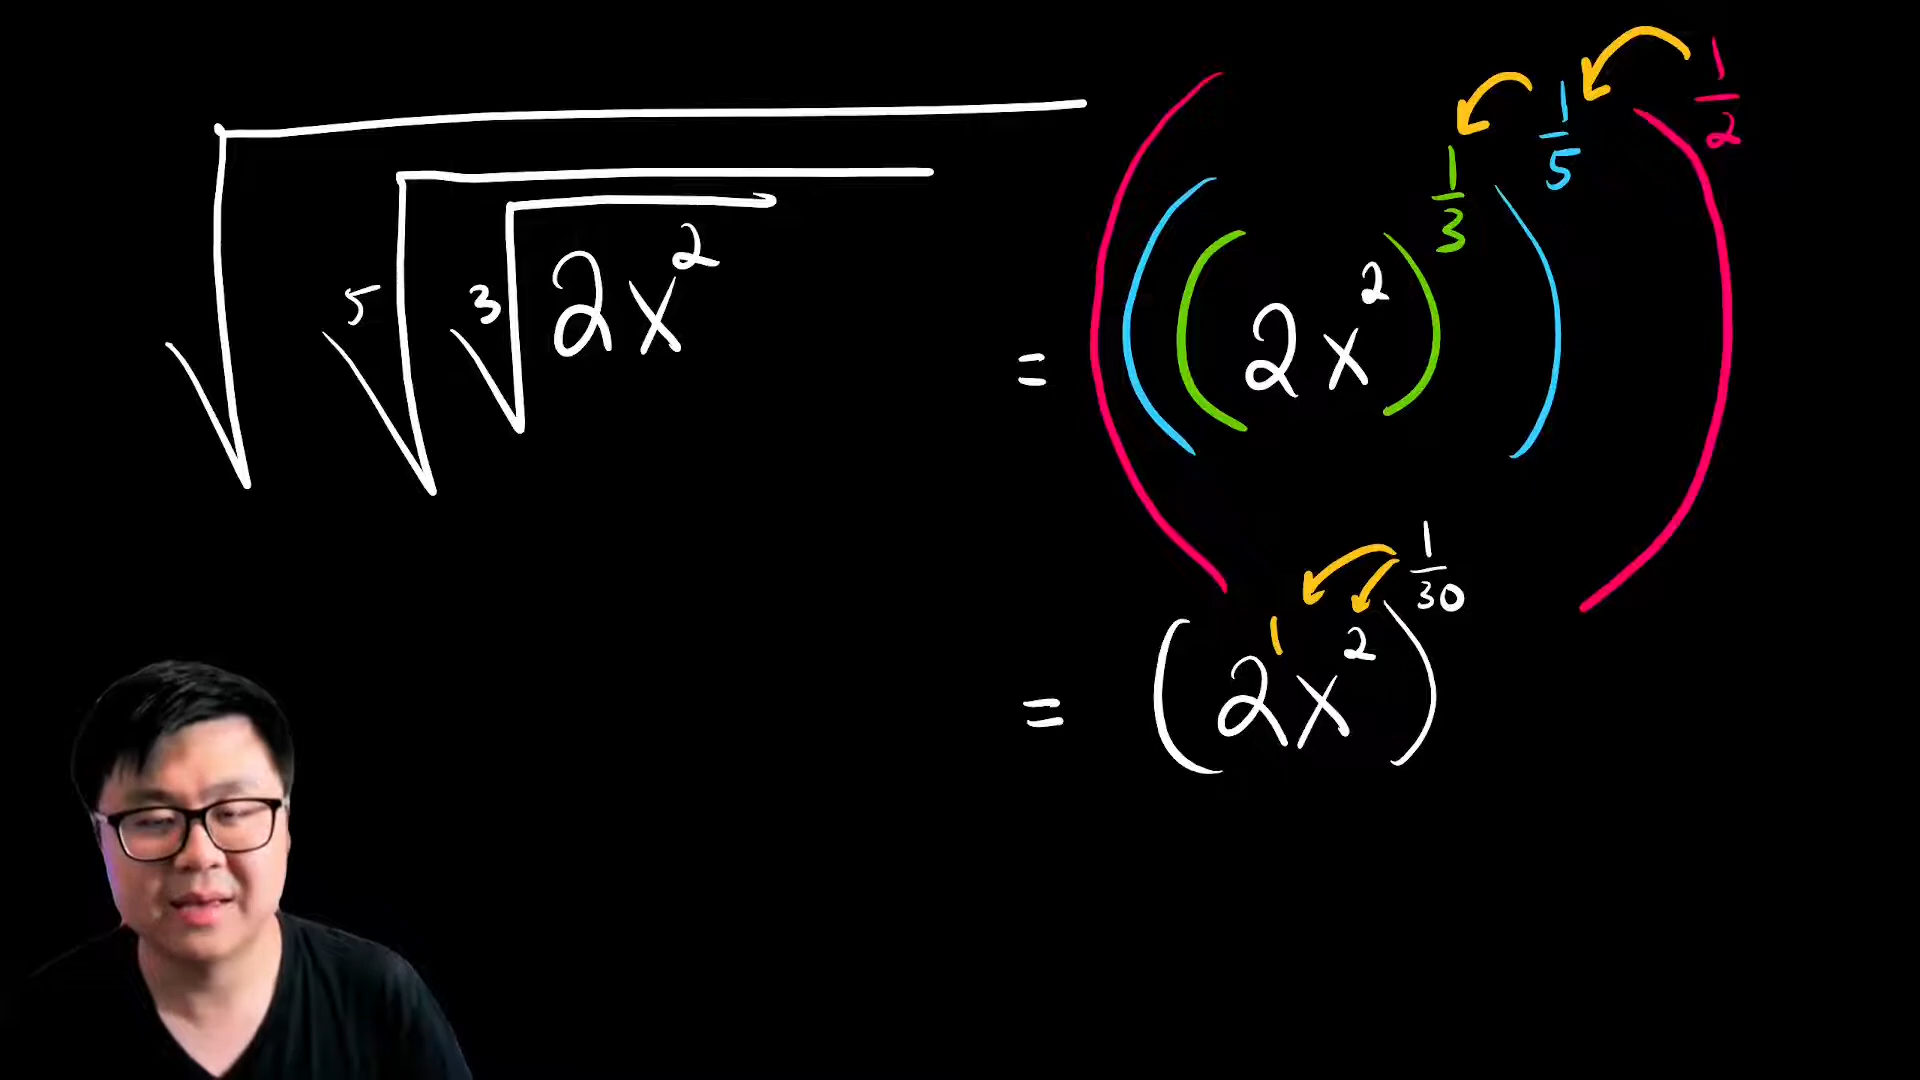 √(⁵√(³√(2x²))) = (((2x²)^(1/3))^(1/5))^(1/2)
= (2¹x²)^(1/30)